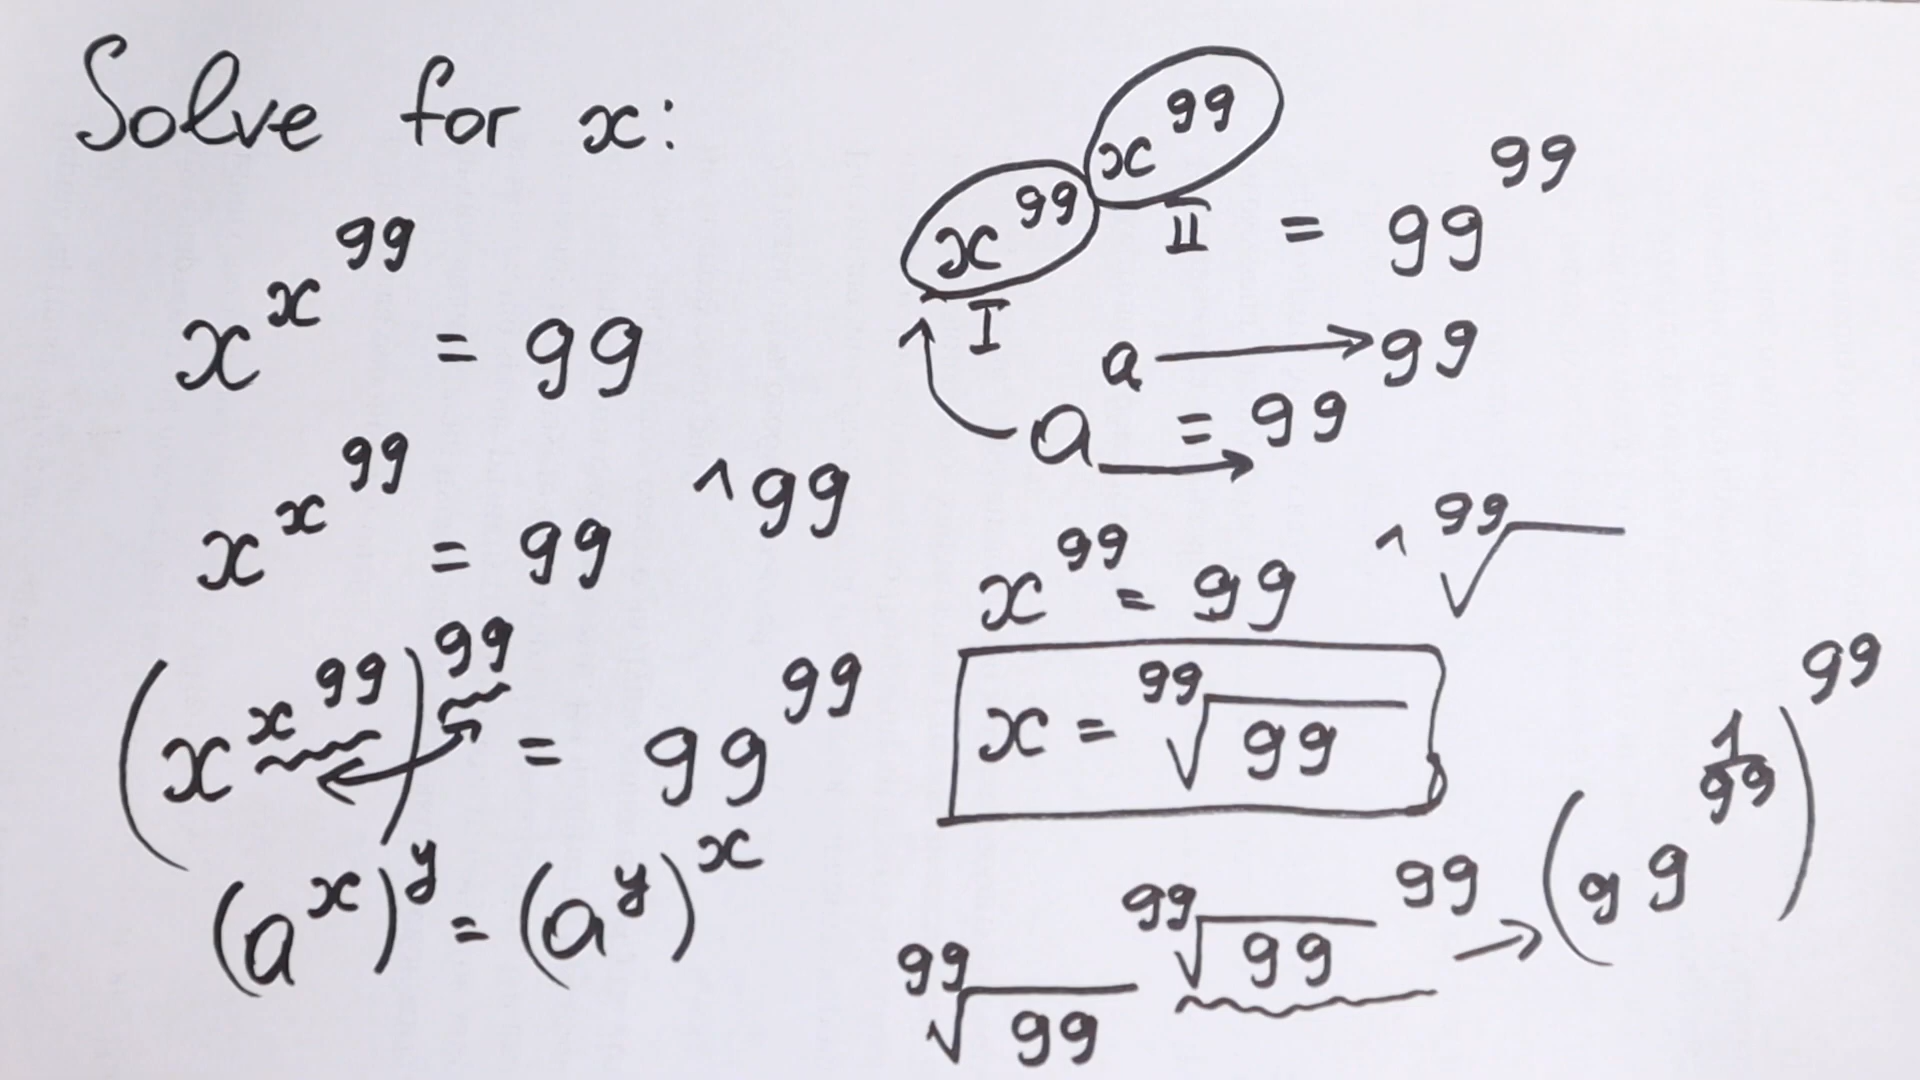 Solve for x:
x^x^99 = 99
x^x^99 = 99 ^99
(x^x^99)^99 = 99^99
(a^x)^y = (a^y)^x
x^99^x^99 = 99^99
I II
a → 99
a = 99
x^99 = 99 ^ 99√
x = 99√99
99√99 99√99 99 → (99^1/99)^99